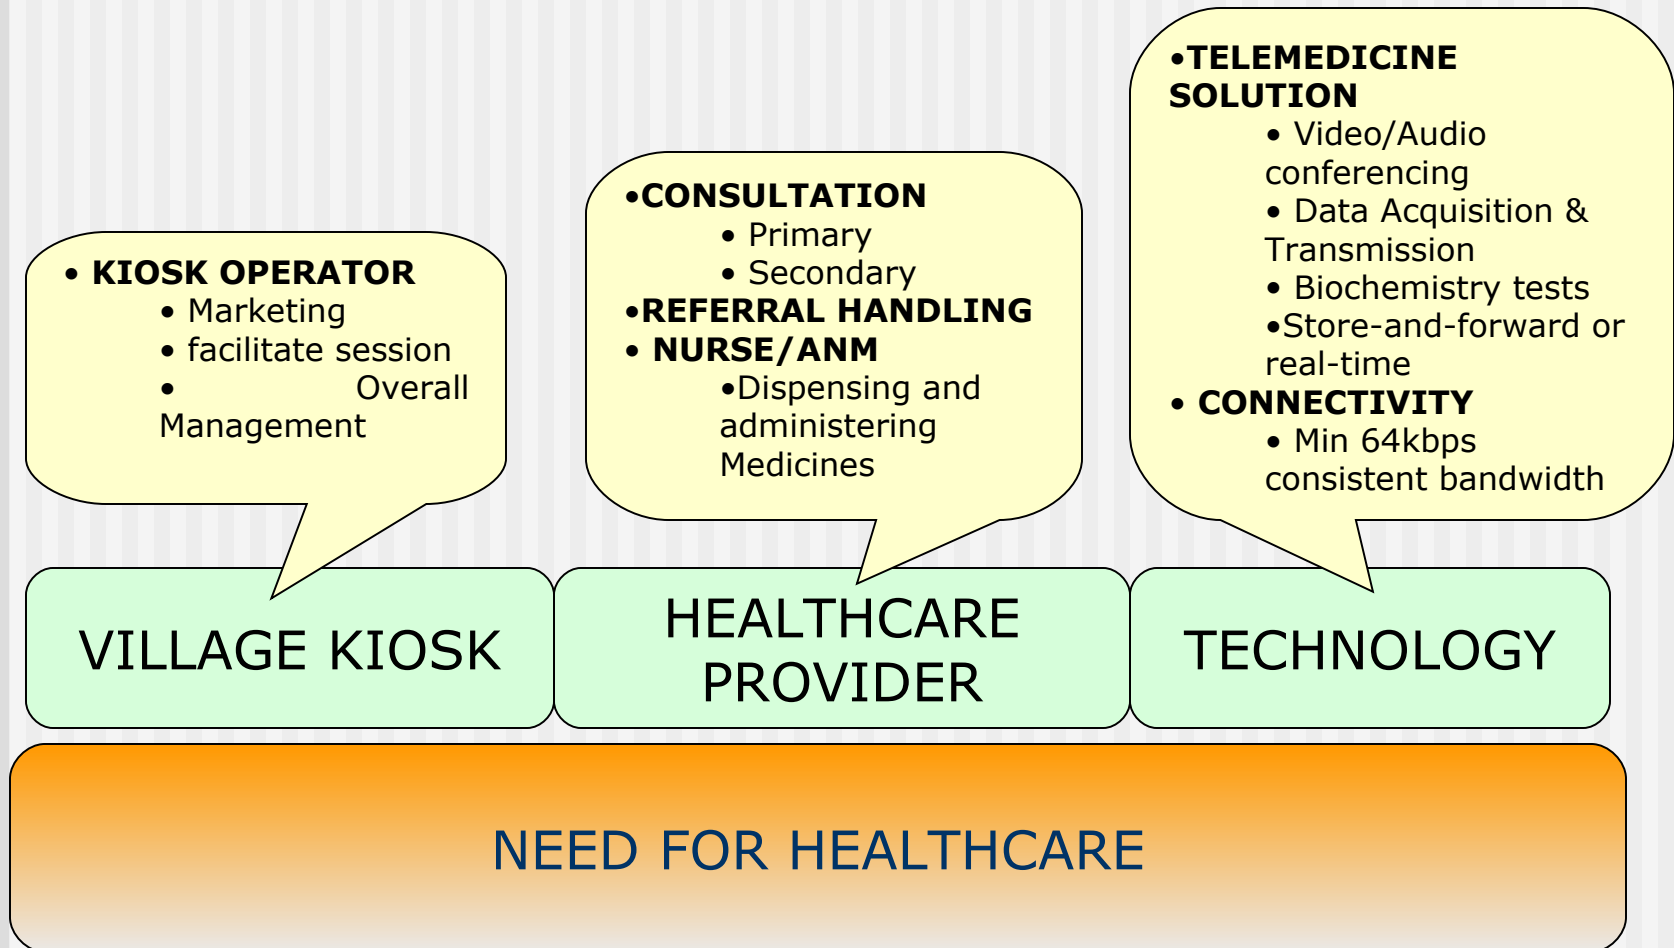 • KIOSK OPERATOR
• Marketing
• facilitate session
• Overall
Management
•CONSULTATION
• Primary
• Secondary
•REFERRAL HANDLING
• NURSE/ANM
•Dispensing and
administering
Medicines
•TELEMEDICINE
SOLUTION
• Video/Audio
conferencing
• Data Acquisition &
Transmission
• Biochemistry tests
•Store-and-forward or
real-time
• CONNECTIVITY
• Min 64kbps
consistent bandwidth
VILLAGE KIOSK
HEALTHCARE
PROVIDER
TECHNOLOGY
NEED FOR HEALTHCARE